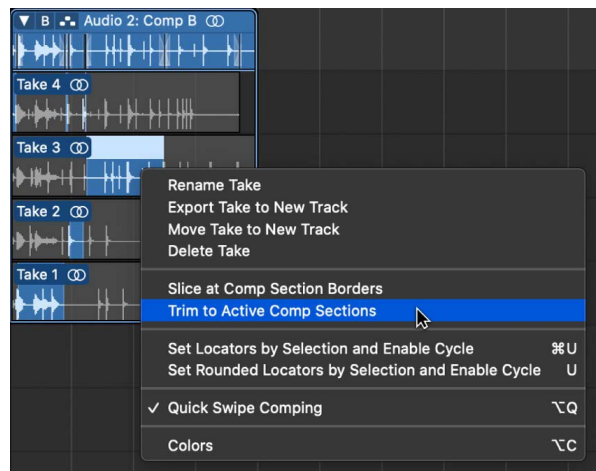 B Audio 2: Comp B
Take 4
Take 3
Take 2
Take 1
Rename Take
Export Take to New Track
Move Take to New Track
Delete Take
Slice at Comp Section Borders
Trim to Active Comp Sections
Set Locators by Selection and Enable Cycle ⌘U
Set Rounded Locators by Selection and Enable Cycle U
✓ Quick Swipe Comping ⌥Q
Colors ⌥C